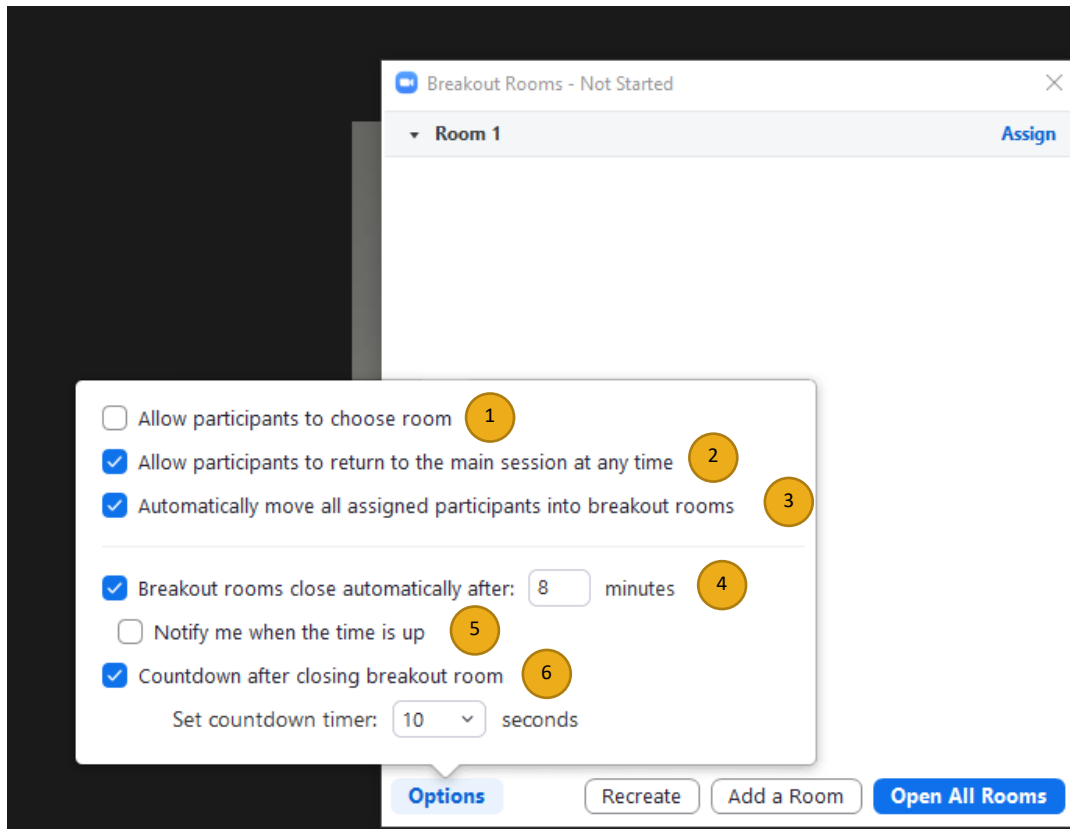 Breakout Rooms - Not Started
Room 1 Assign
Allow participants to choose room 1
Allow participants to return to the main session at any time 2
Automatically move all assigned participants into breakout rooms 3
Breakout rooms close automatically after: 8 minutes 4
Notify me when the time is up 5
Countdown after closing breakout room 6
Set countdown timer: 10 seconds
Options Recreate Add a Room Open All Rooms